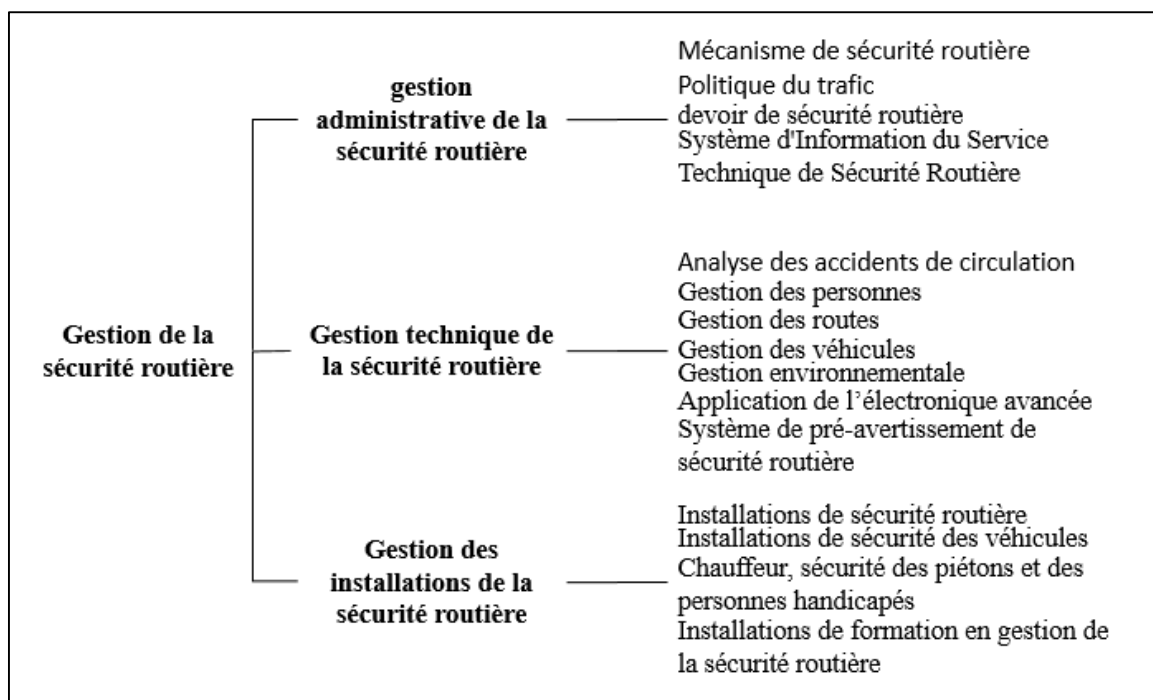 Gestion de la
sécurité routière
gestion
administrative de la
sécurité routière
Mécanisme de sécurité routière
Politique du trafic
devoir de sécurité routière
Système d'Information du Service
Technique de Sécurité Routière
Gestion technique de
la sécurité routière
Analyse des accidents de circulation
Gestion des personnes
Gestion des routes
Gestion des véhicules
Gestion environnementale
Application de l’électronique avancée
Système de pré-avertissement de
sécurité routière
Gestion des
installations de la
sécurité routière
Installations de sécurité routière
Installations de sécurité des véhicules
Chauffeur, sécurité des piétons et des
personnes handicapés
Installations de formation en gestion de
la sécurité routière